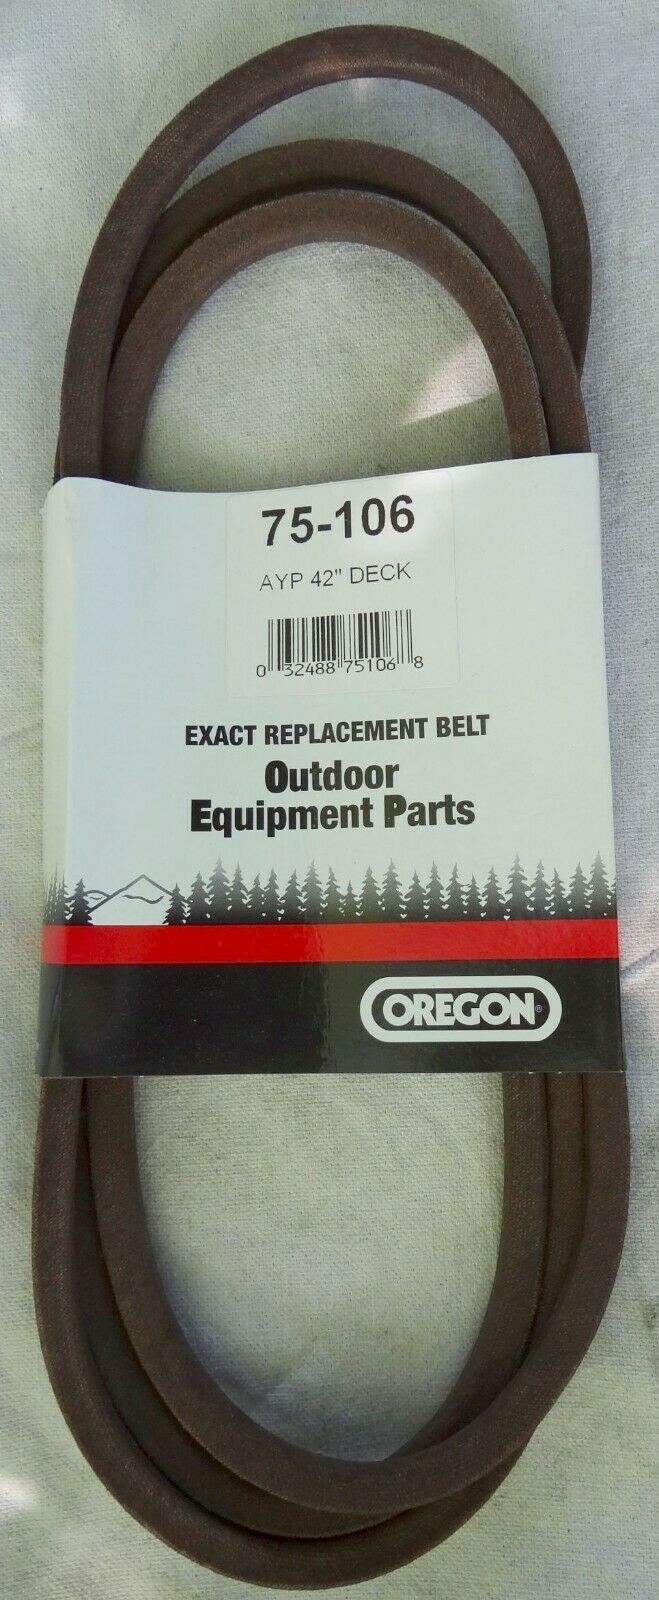 75-106
AYP 42" DECK
0 32488 75106 8
EXACT REPLACEMENT BELT
Outdoor
Equipment Parts
OREGON®